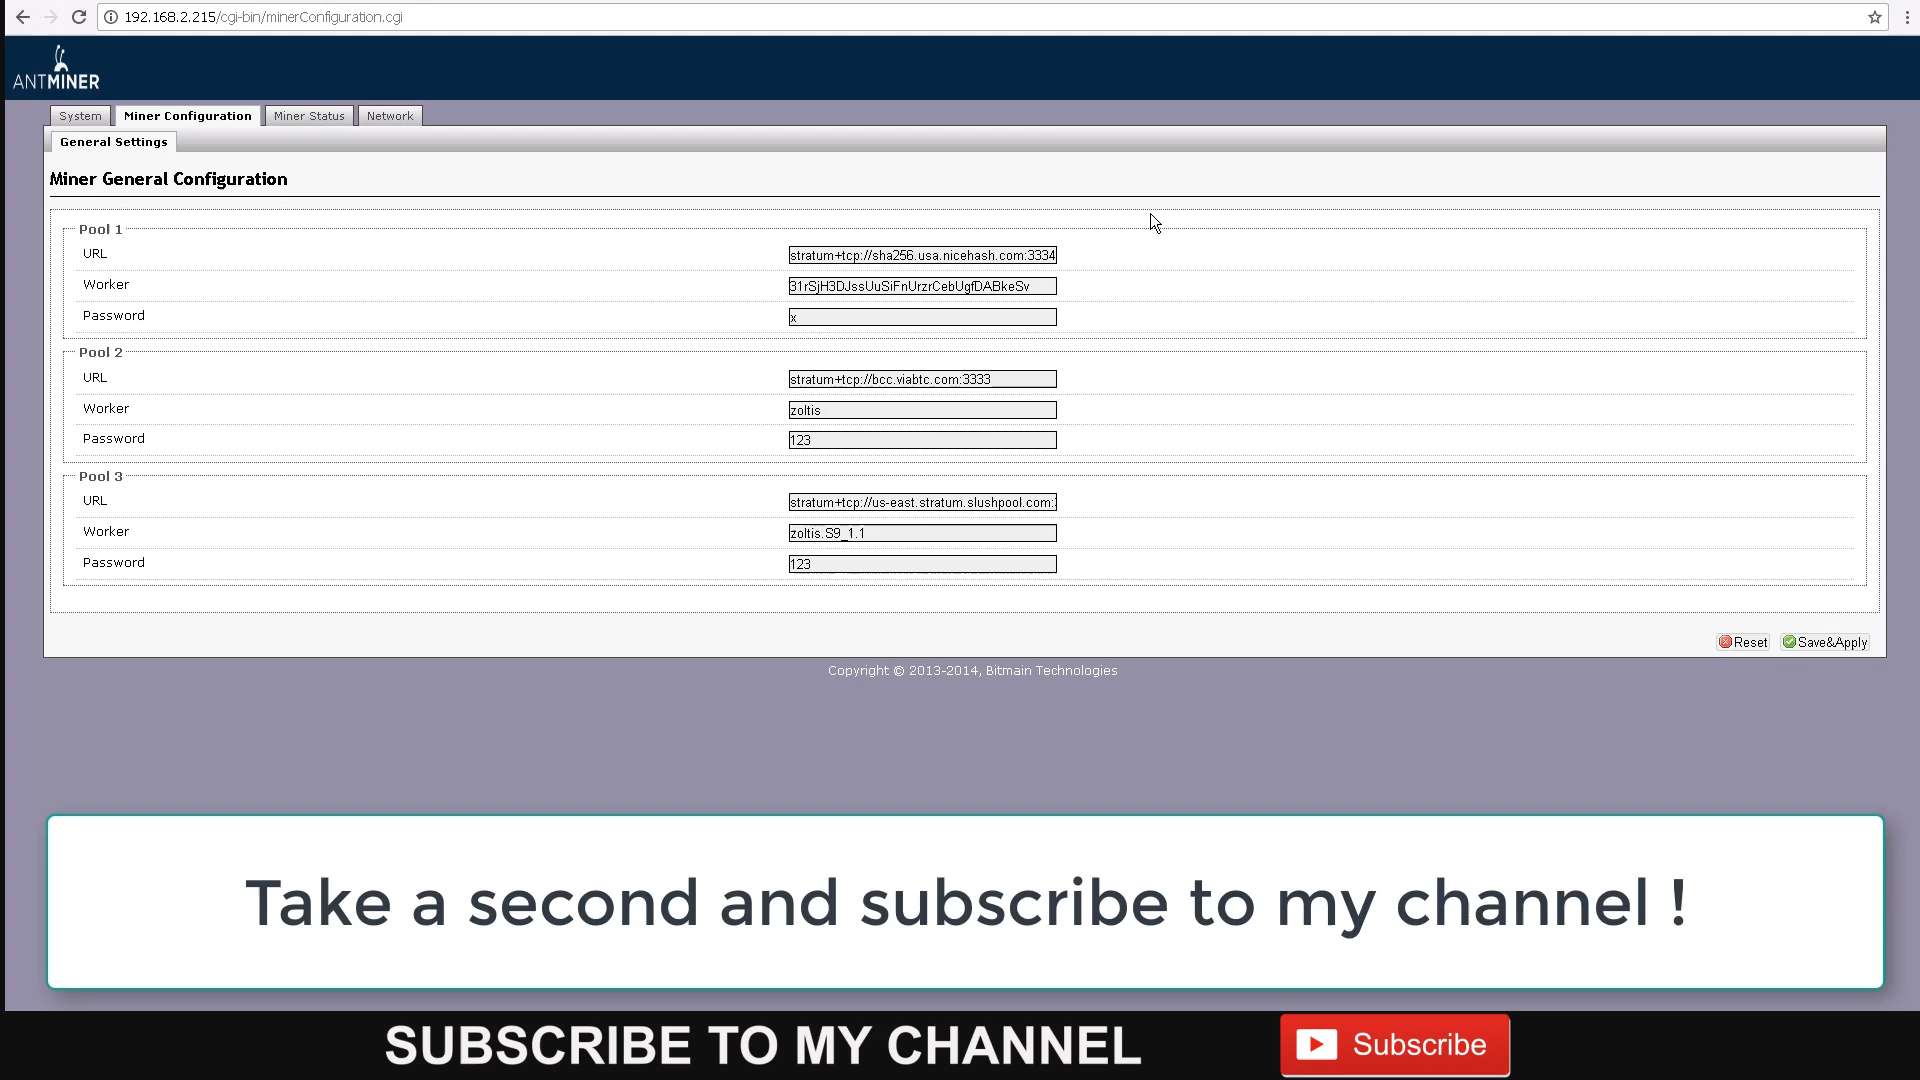 192.168.2.215/cgi-bin/minerConfiguration.cgi
ANTMINER
System Miner Configuration Miner Status Network
General Settings
Miner General Configuration
Pool 1
URL stratum+tcp://sha256.usa.nicehash.com:3334
Worker 31rSjH3DJssUuSiFnUrzrCebUgfDABkeSv
Password x
Pool 2
URL stratum+tcp://bcc.viabtc.com:3333
Worker zoltis
Password 123
Pool 3
URL stratum+tcp://us-east.stratum.slushpool.com:
Worker zoltis.S9_1.1
Password 123
Reset Save&Apply
Copyright © 2013-2014, Bitmain Technologies
Take a second and subscribe to my channel !
SUBSCRIBE TO MY CHANNEL Subscribe